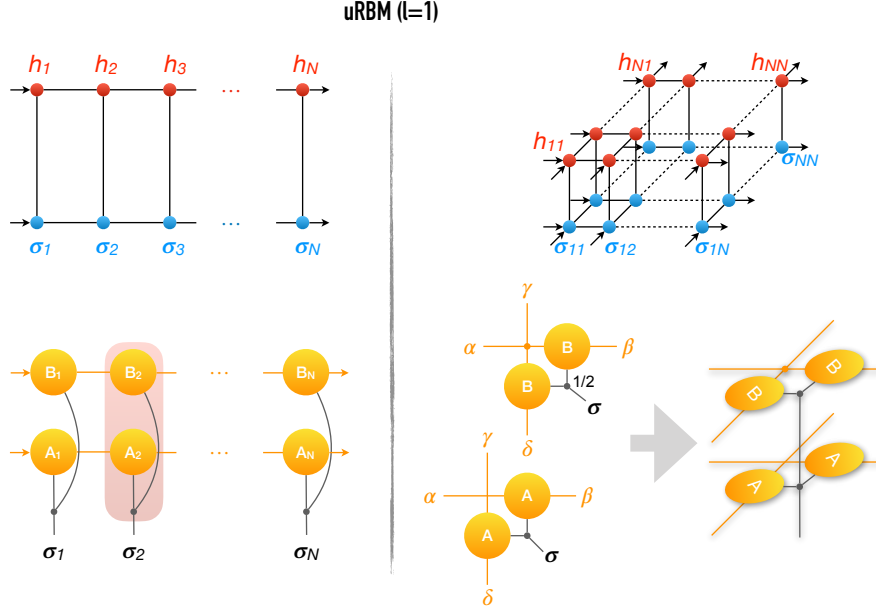 uRBM (l=1)
h1 h2 h3 hN
...
σ1 σ2 σ3 ... σN
hN1 hNN
h11
σNN
σ11 σ12 σ1N
B1 B2 ... BN
A1 A2 ... AN
σ1 σ2 σN
γ
α B β
B 1/2
σ
δ
γ
α A β
A σ
δ
B B
A A